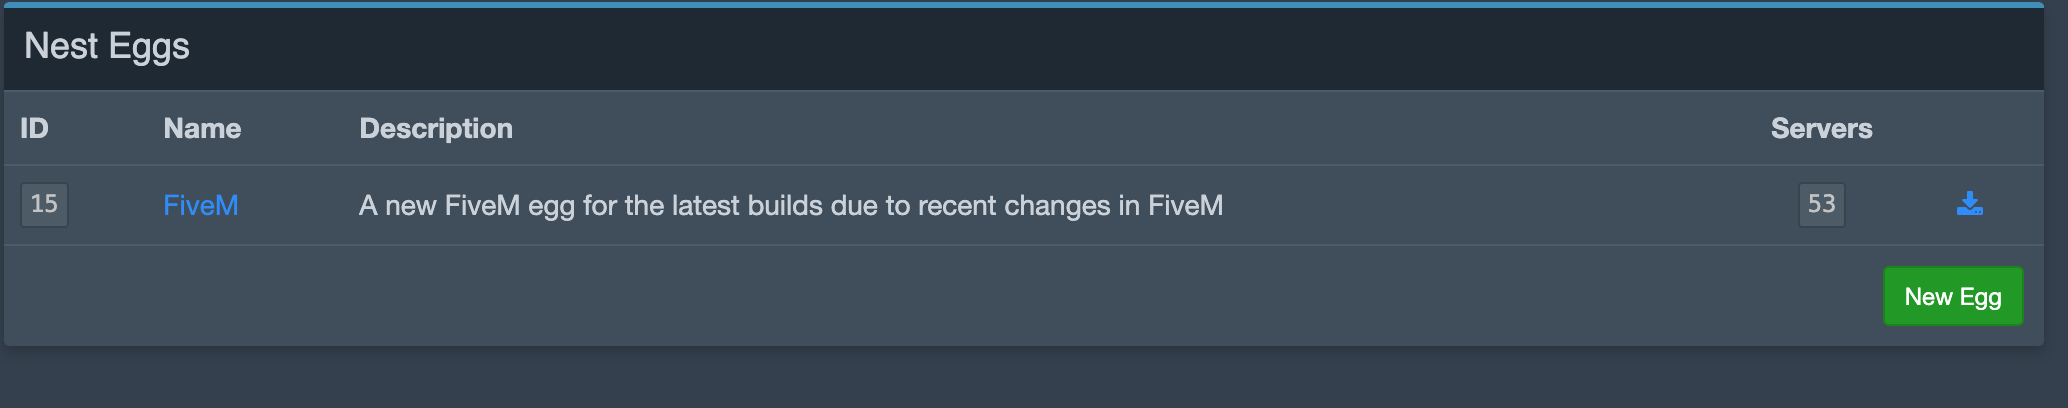 Nest Eggs
ID Name Description Servers
15 FiveM A new FiveM egg for the latest builds due to recent changes in FiveM 53
New Egg